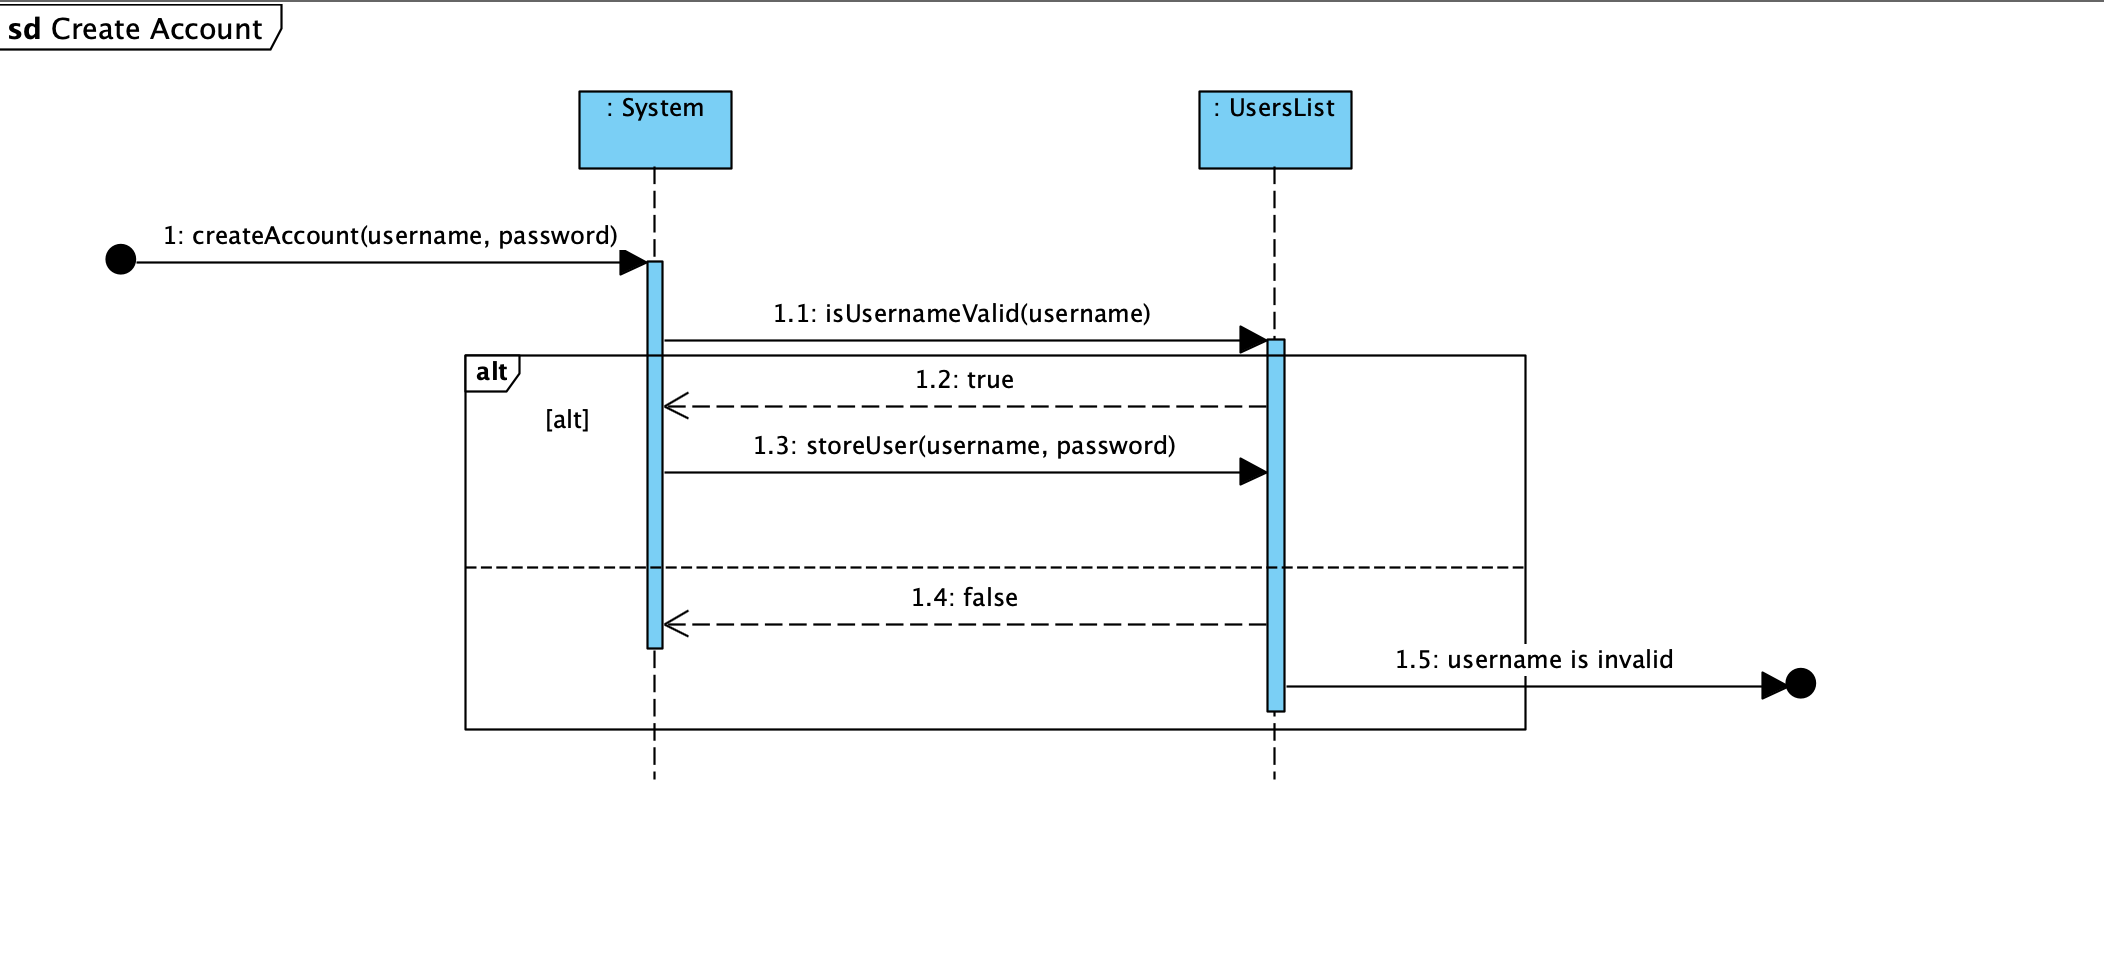 sd Create Account
: System
: UsersList
1: createAccount(username, password)
1.1: isUsernameValid(username)
alt
1.2: true
[alt]
1.3: storeUser(username, password)
1.4: false
1.5: username is invalid